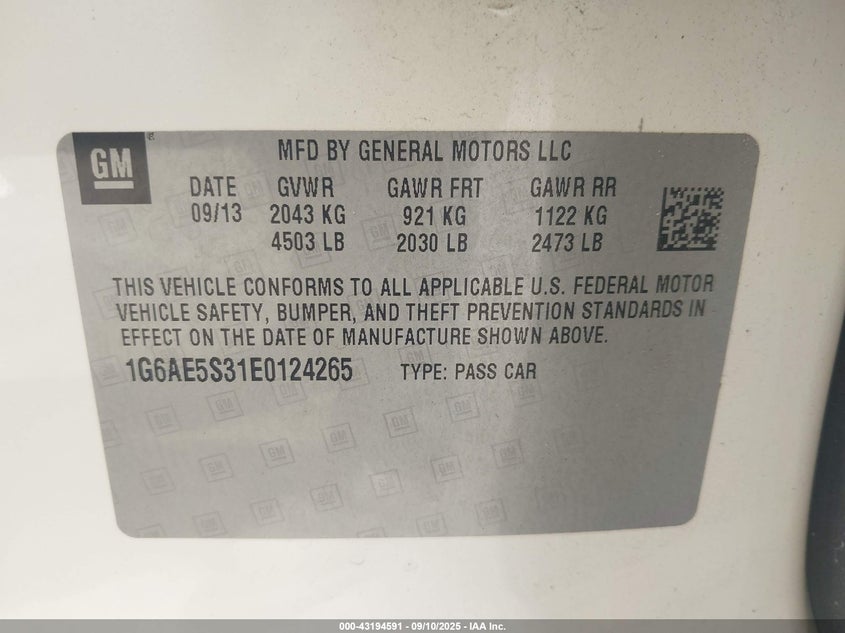 GM
MFD BY GENERAL MOTORS LLC
DATE GVWR GAWR FRT GAWR RR
09/13 2043 KG 921 KG 1122 KG
4503 LB 2030 LB 2473 LB
THIS VEHICLE CONFORMS TO ALL APPLICABLE U.S. FEDERAL MOTOR
VEHICLE SAFETY, BUMPER, AND THEFT PREVENTION STANDARDS IN
EFFECT ON THE DATE OF MANUFACTURE SHOWN ABOVE.
1G6AE5S31E0124265 TYPE: PASS CAR
000-43194591 - 09/10/2025 - IAA Inc.